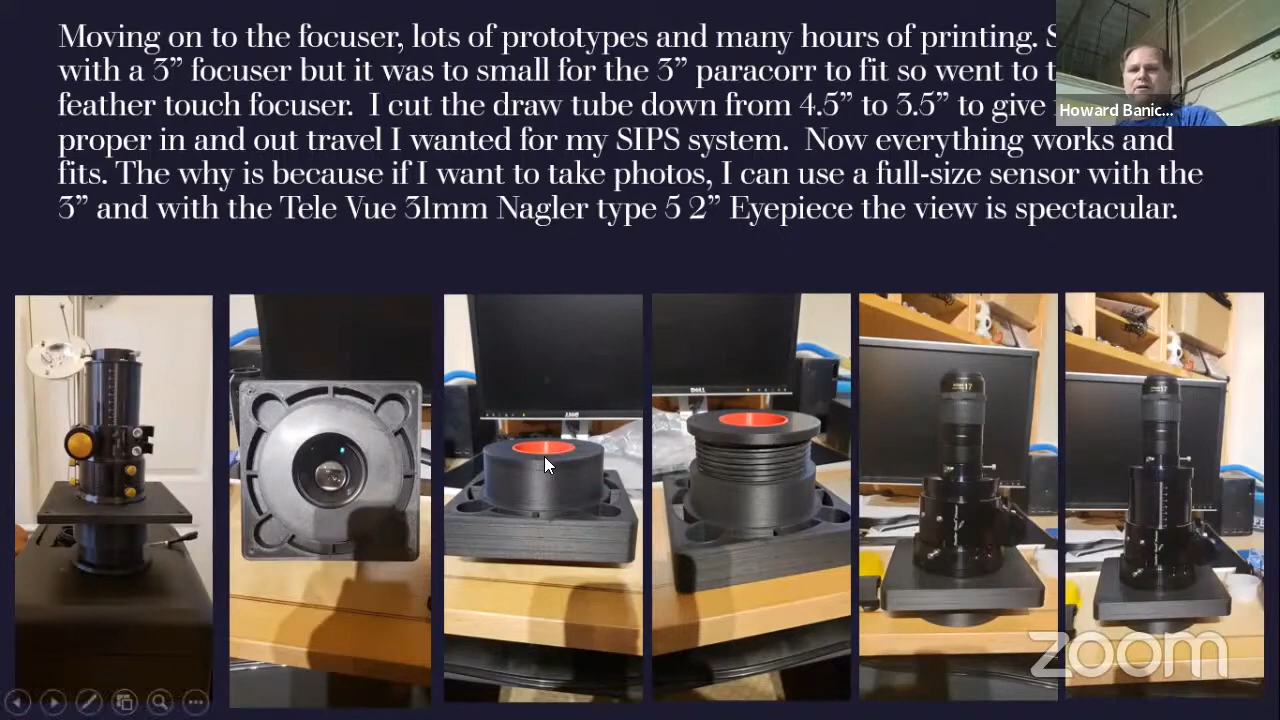 Moving on to the focuser, lots of prototypes and many hours of printing. S
with a 3” focuser but it was to small for the 3” paracorr to fit so went to t
feather touch focuser. I cut the draw tube down from 4.5” to 3.5” to give
proper in and out travel I wanted for my SIPS system. Now everything works and
fits. The why is because if I want to take photos, I can use a full-size sensor with the
3” and with the Tele Vue 31mm Nagler type 5 2” Eyepiece the view is spectacular.
Howard Banic...
DELL
17
zoom